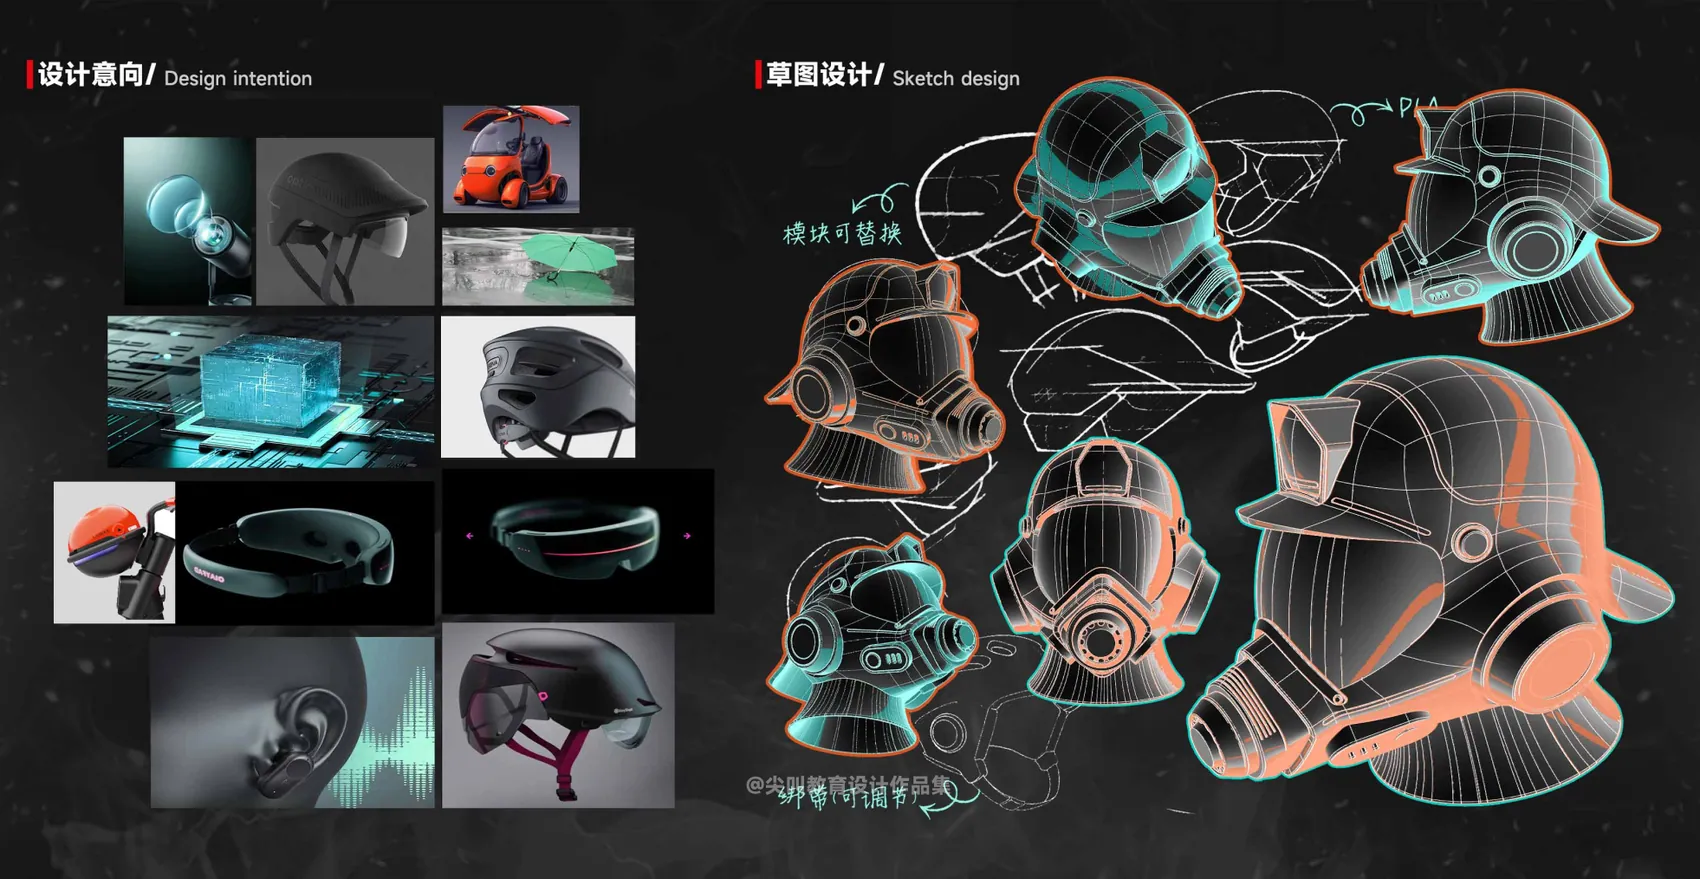 设计意向/ Design intention
草图设计/ Sketch design
模块可替换
@尖叫教育设计作品集
绑带(可调节)